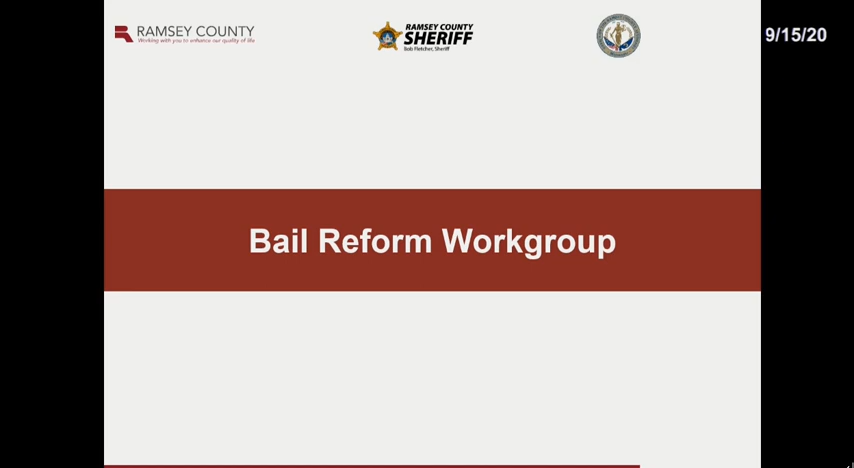 RAMSEY COUNTY
Working with you to enhance our quality of life
RAMSEY COUNTY
SHERIFF
Bob Fletcher, Sheriff
9/15/20
Bail Reform Workgroup